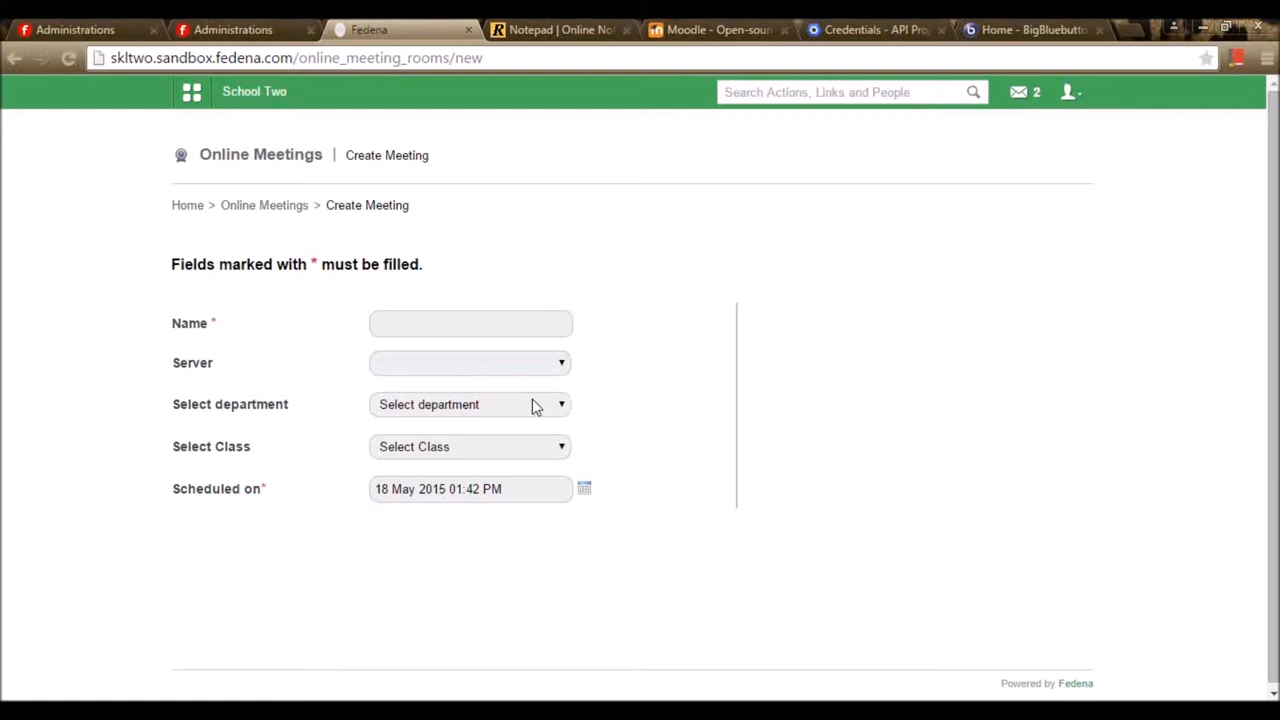 Administrations
Administrations
Fedena
Notepad | Online No
Moodle - Open-sour
Credentials - API Pro
Home - BigBluebutto
skltwo.sandbox.fedena.com/online_meeting_rooms/new
School Two
Search Actions, Links and People
2
Online Meetings | Create Meeting
Home > Online Meetings > Create Meeting
Fields marked with * must be filled.
Name *
Server
Select department Select department
Select Class Select Class
Scheduled on* 18 May 2015 01:42 PM
Powered by Fedena